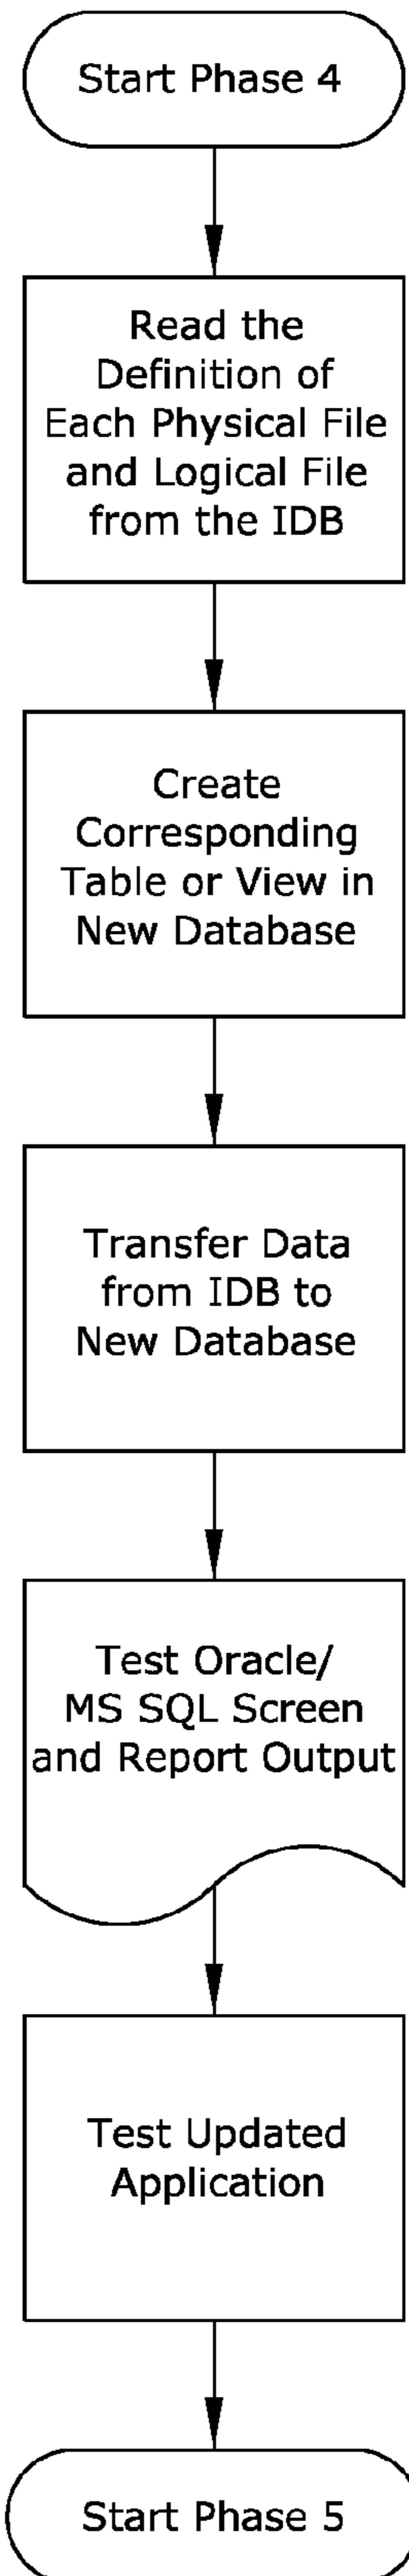 Start Phase 4
Read the
Definition of
Each Physical File
and Logical File
from the IDB
Create
Corresponding
Table or View in
New Database
Transfer Data
from IDB to
New Database
Test Oracle/
MS SQL Screen
and Report Output
Test Updated
Application
Start Phase 5